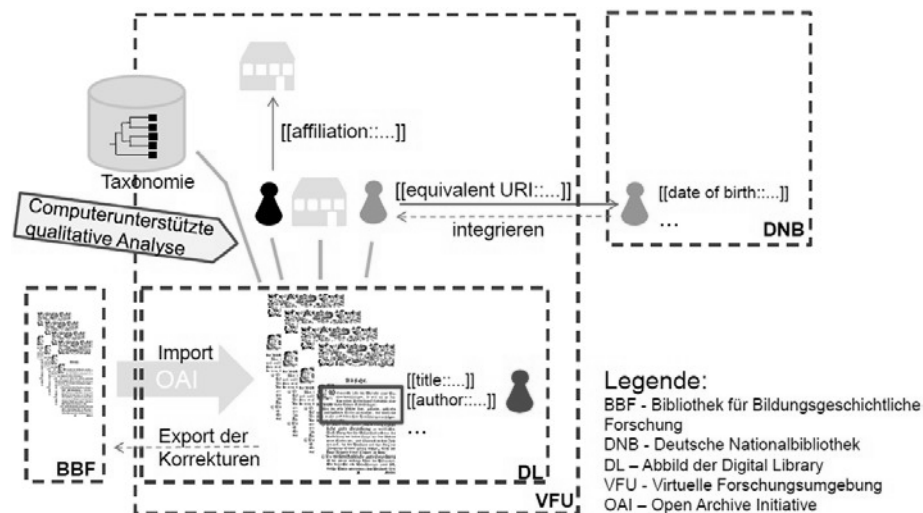 [[affiliation::...]]
Taxonomie
Computerunterstützte
qualitative Analyse
[[equivalent URI::...]]
integrieren
[[date of birth::...]]
...
DNB
Import
OAI
Export der
Korrekturen
BBF
[[title::...]]
[[author::...]]
...
DL
VFU
Legende:
BBF - Bibliothek für Bildungsgeschichtliche
Forschung
DNB - Deutsche Nationalbibliothek
DL – Abbild der Digital Library
VFU - Virtuelle Forschungsumgebung
OAI – Open Archive Initiative